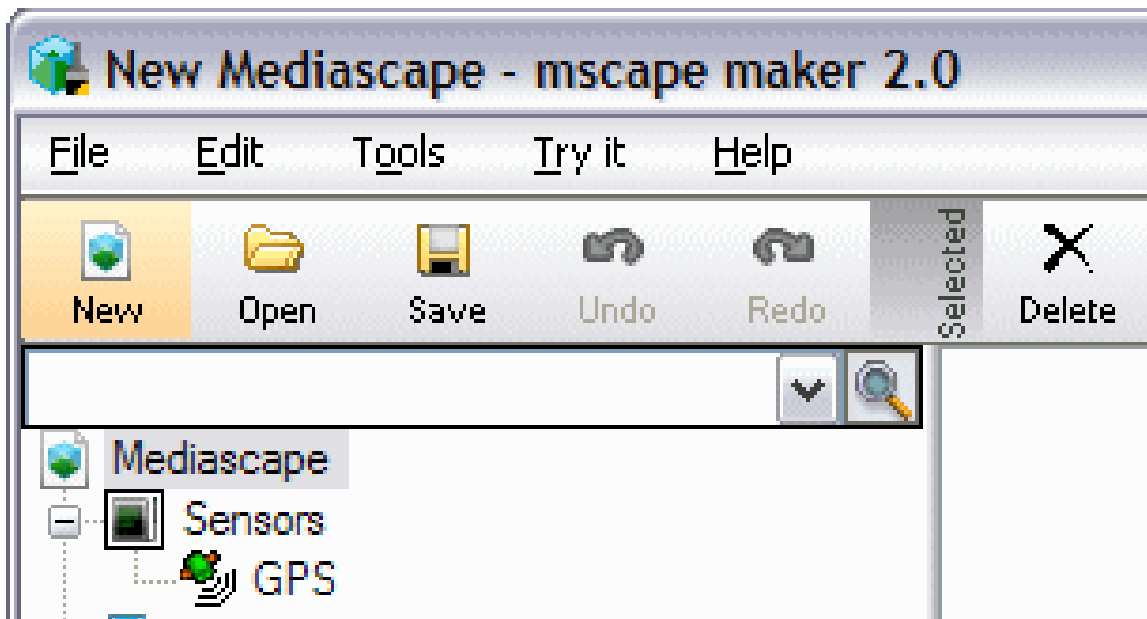 New Mediascape - mscape maker 2.0
File Edit Tools Try it Help
New Open Save Undo Redo Selected Delete
Mediascape
Sensors
GPS